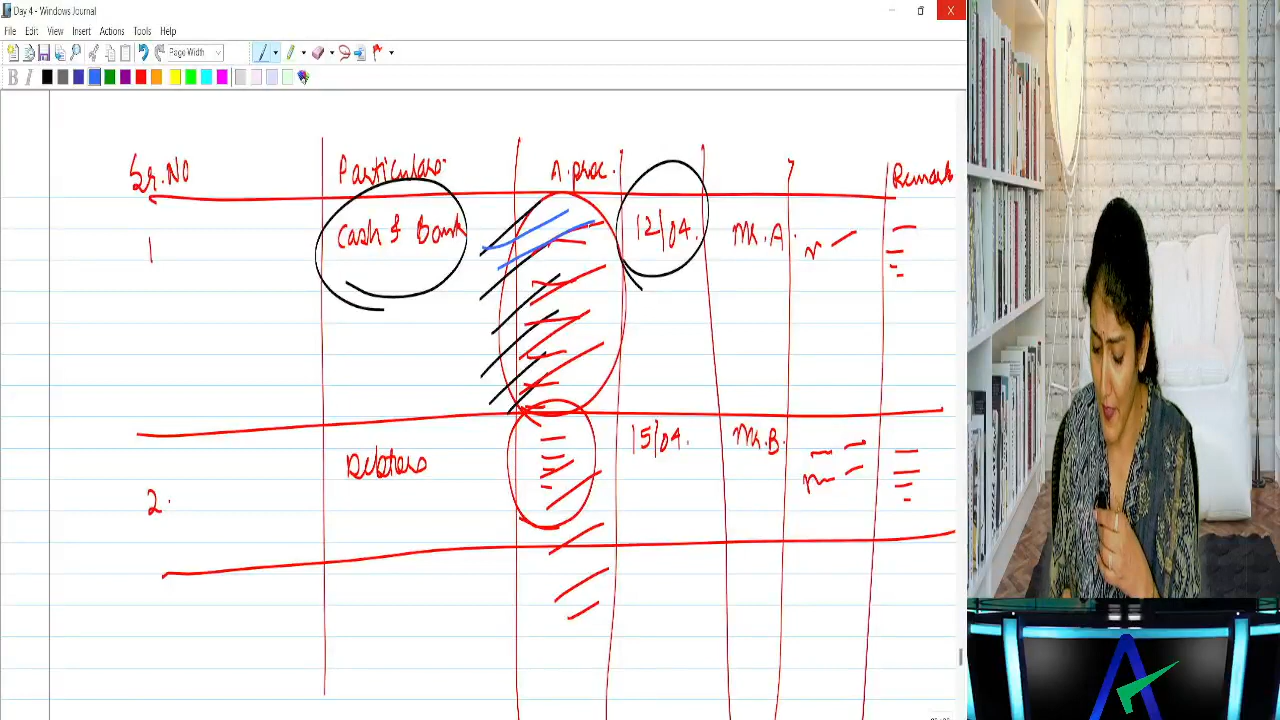 Day 4 - Windows Journal
File Edit View Insert Actions Tools Help
Page Width
B I
Sr.No Particulars A.proc. Remark
1 Cash & Bank 12/04. Mr.A.
2. Debtors 15/04. Mr.B.